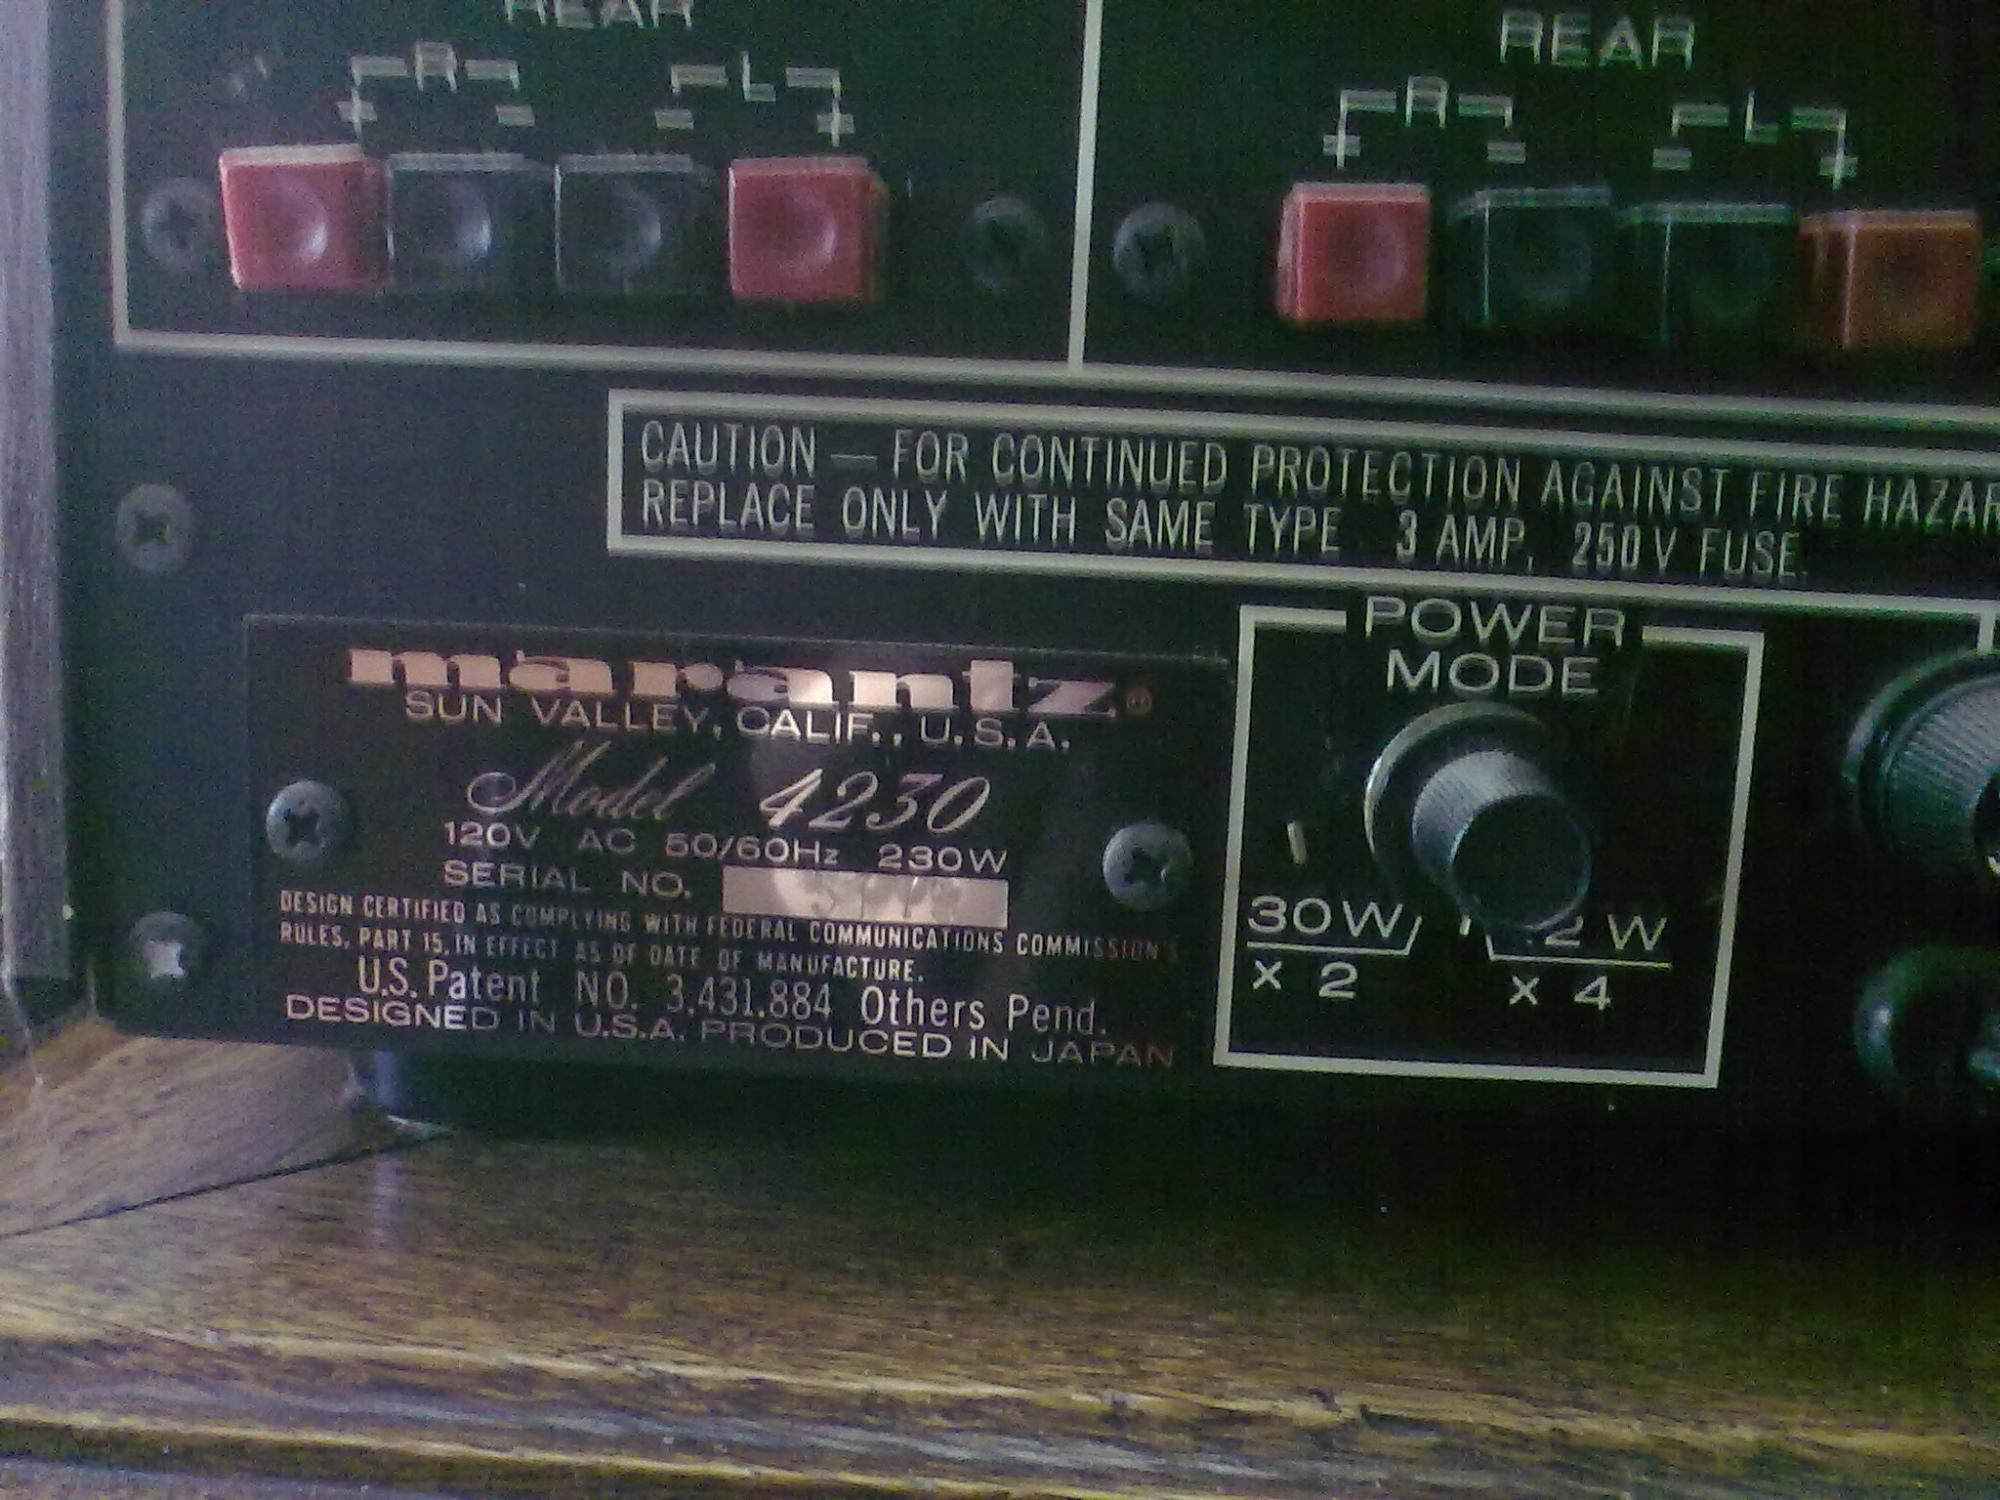 REAR
R L
+ - - +
REAR
R L
+ - - +
CAUTION — FOR CONTINUED PROTECTION AGAINST FIRE HAZAR
REPLACE ONLY WITH SAME TYPE 3 AMP, 250V FUSE.
marantz®
SUN VALLEY, CALIF., U.S.A.
Model 4230
120V AC 50/60Hz 230W
SERIAL NO.
DESIGN CERTIFIED AS COMPLYING WITH FEDERAL COMMUNICATIONS COMMISSION'S
RULES, PART 15, IN EFFECT AS OF DATE OF MANUFACTURE.
U.S. Patent NO. 3.431.884 Others Pend.
DESIGNED IN U.S.A. PRODUCED IN JAPAN
POWER
MODE
30W 2 W
X 2 X 4